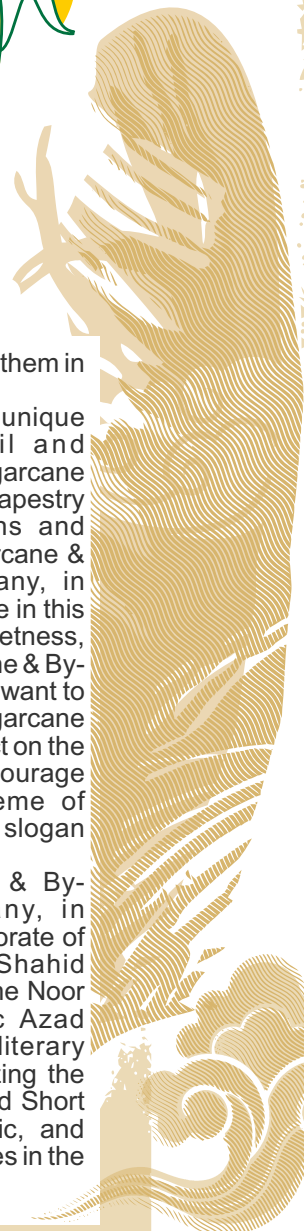 them in
unique
il and
garcane
apestry
ns and
rcane &
any, in
e in this
etness,
ne & By-
want to
garcane
ct on the
courage
eme of
slogan
& By-
any, in
orate of
Shahid
he Noor
c Azad
literary
ting the
d Short
ic, and
es in the